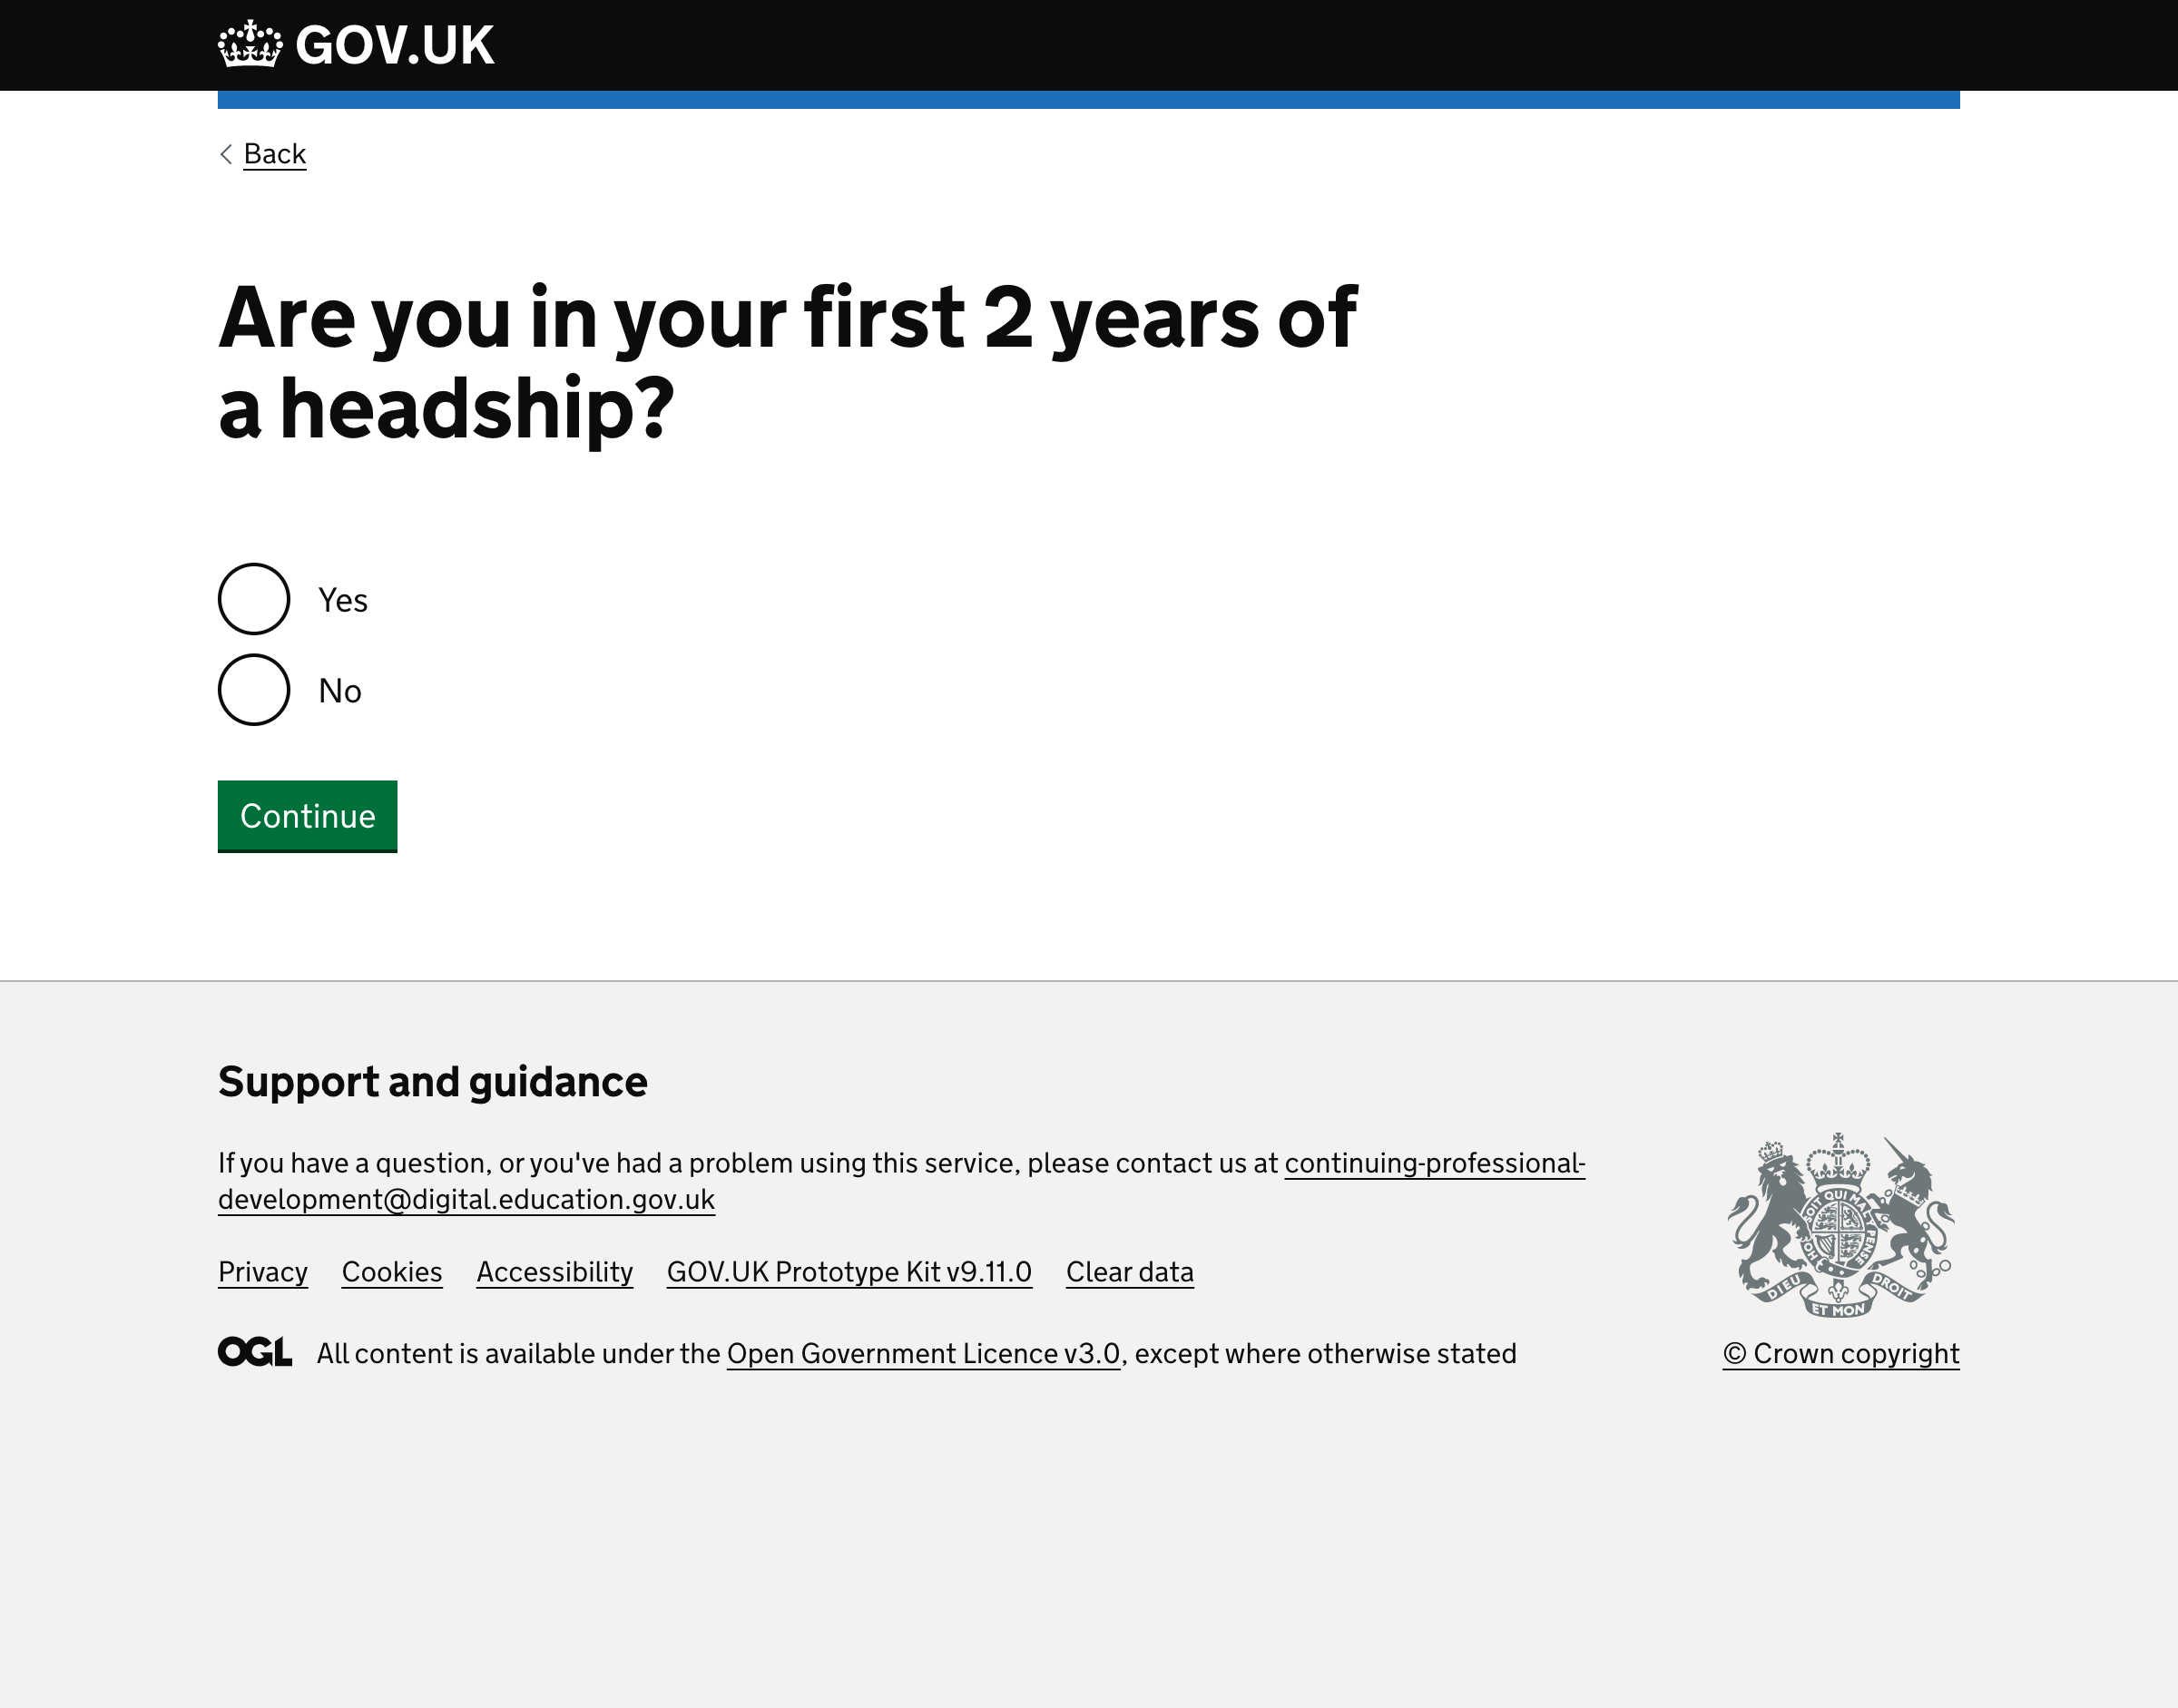 GOV.UK
Back
Are you in your first 2 years of
a headship?
Yes
No
Continue
Support and guidance
If you have a question, or you've had a problem using this service, please contact us at continuing-professional-
development@digital.education.gov.uk
Privacy Cookies Accessibility GOV.UK Prototype Kit v9.11.0 Clear data
OGL All content is available under the Open Government Licence v3.0, except where otherwise stated
SOIT QUI MAL Y PENSE
DIEU ET MON DROIT
© Crown copyright